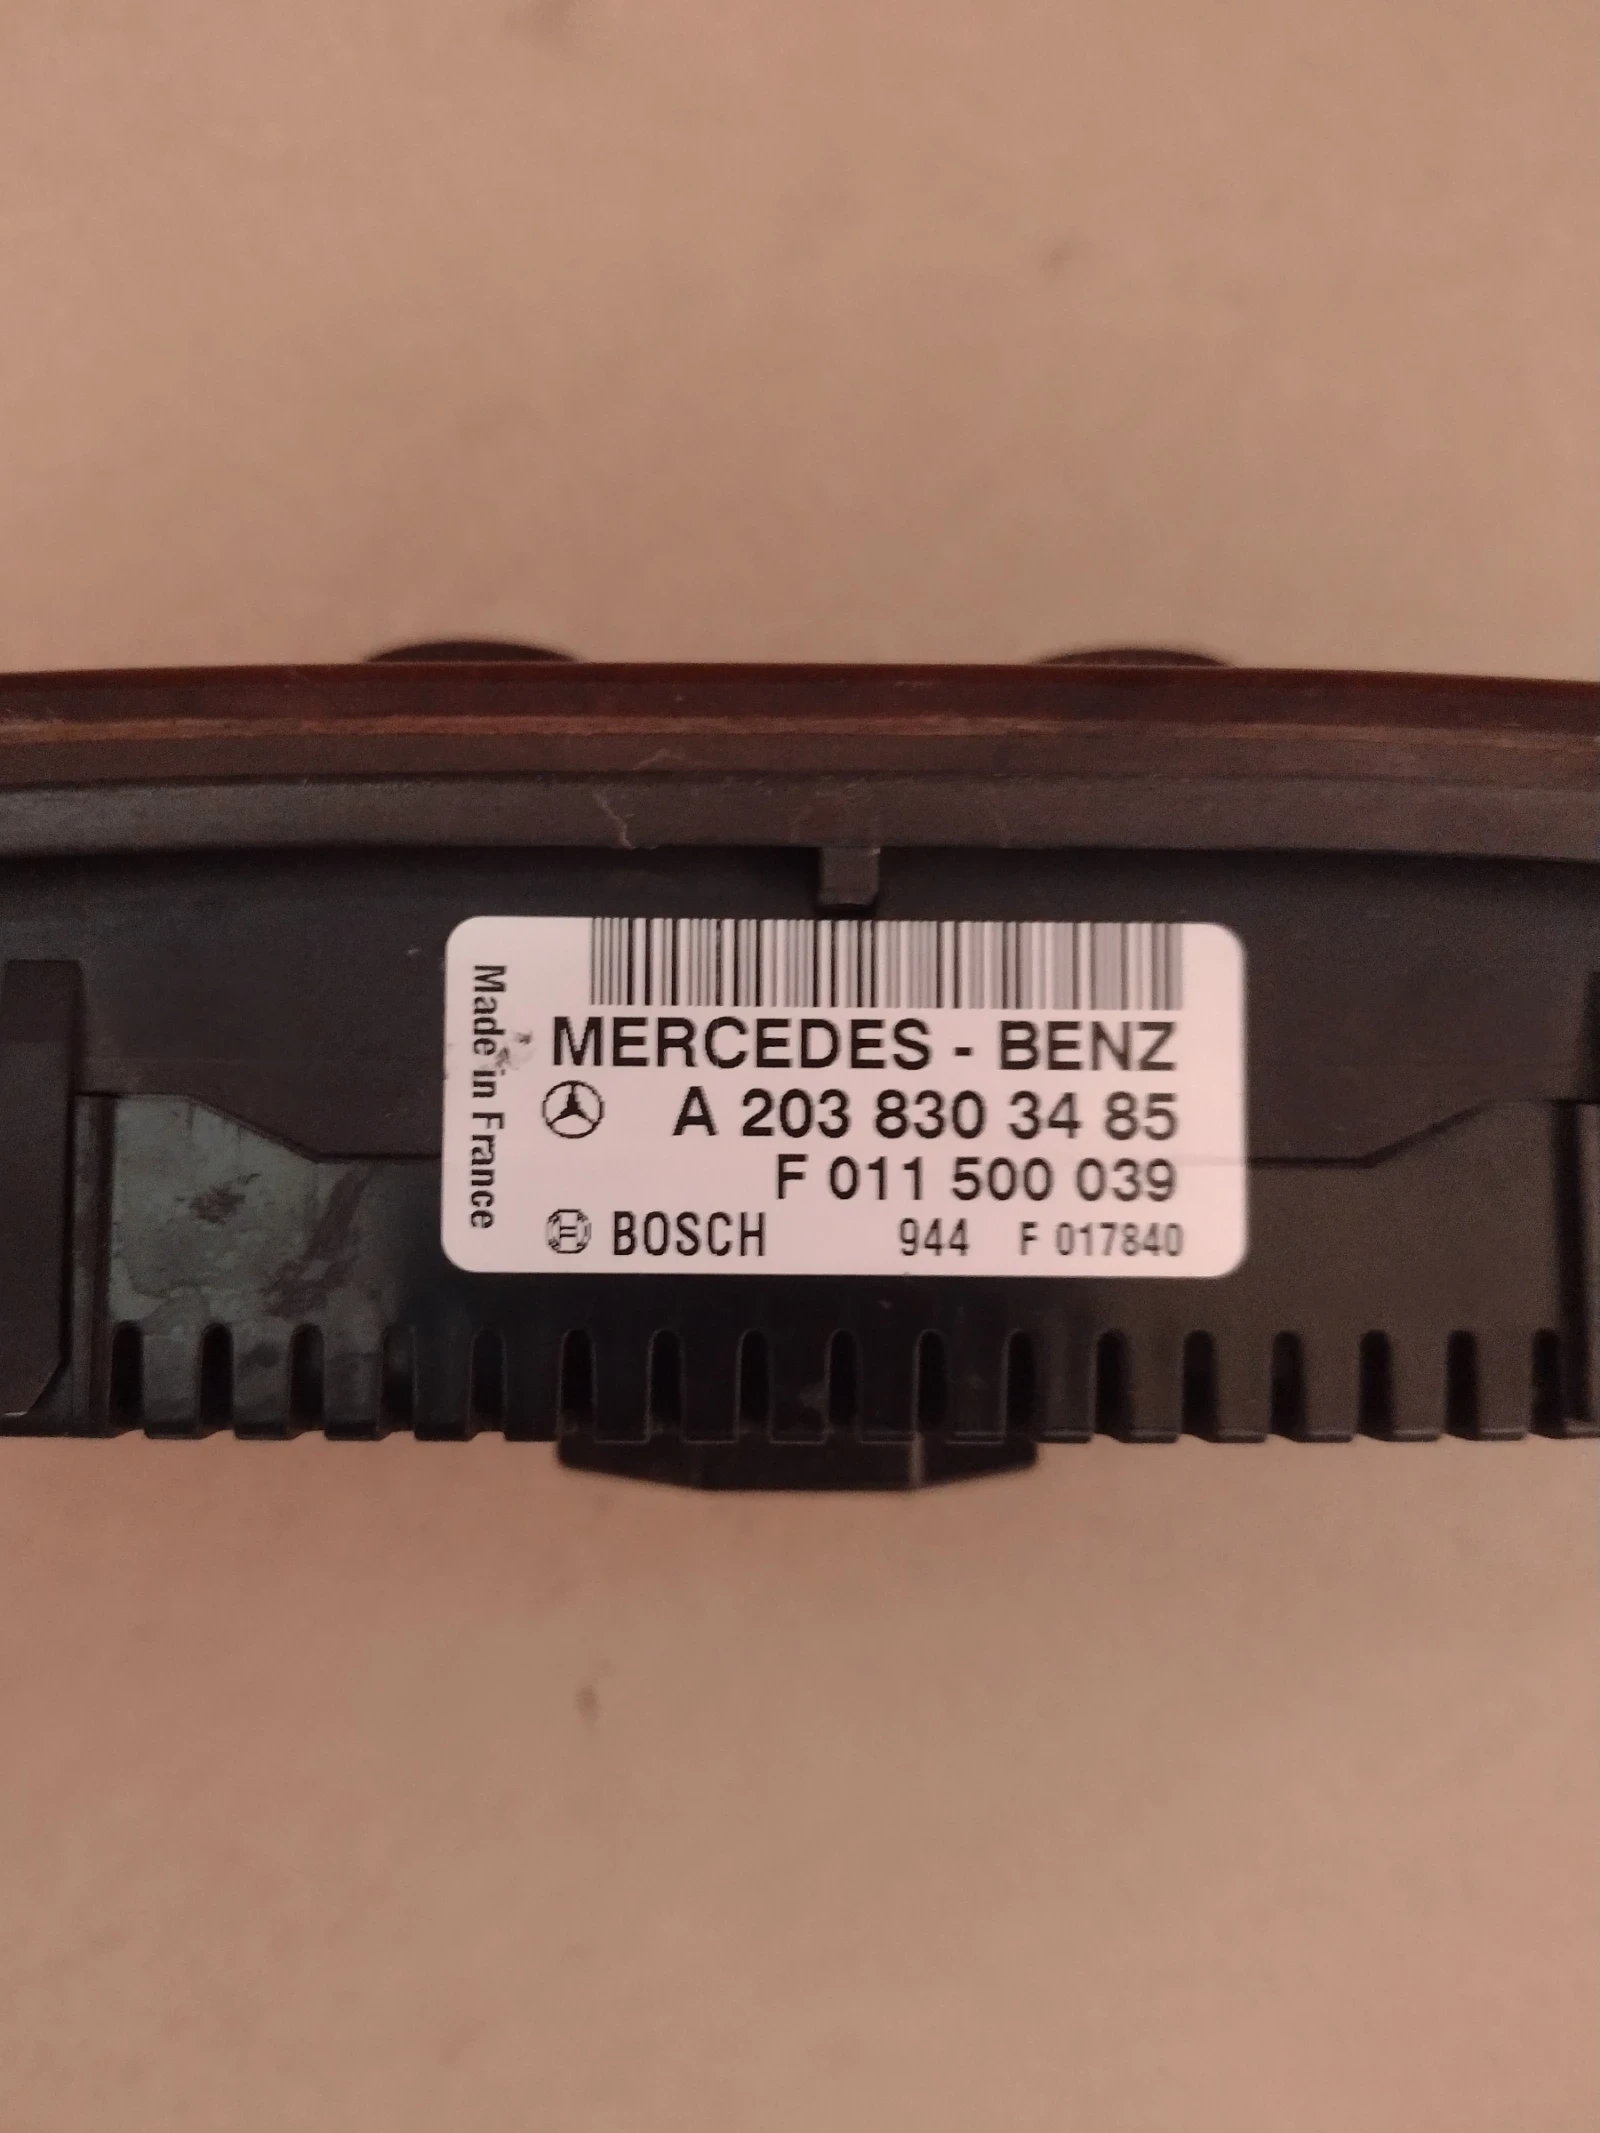 Made in France
MERCEDES - BENZ
A 203 830 34 85
F 011 500 039
BOSCH 944 F 017840